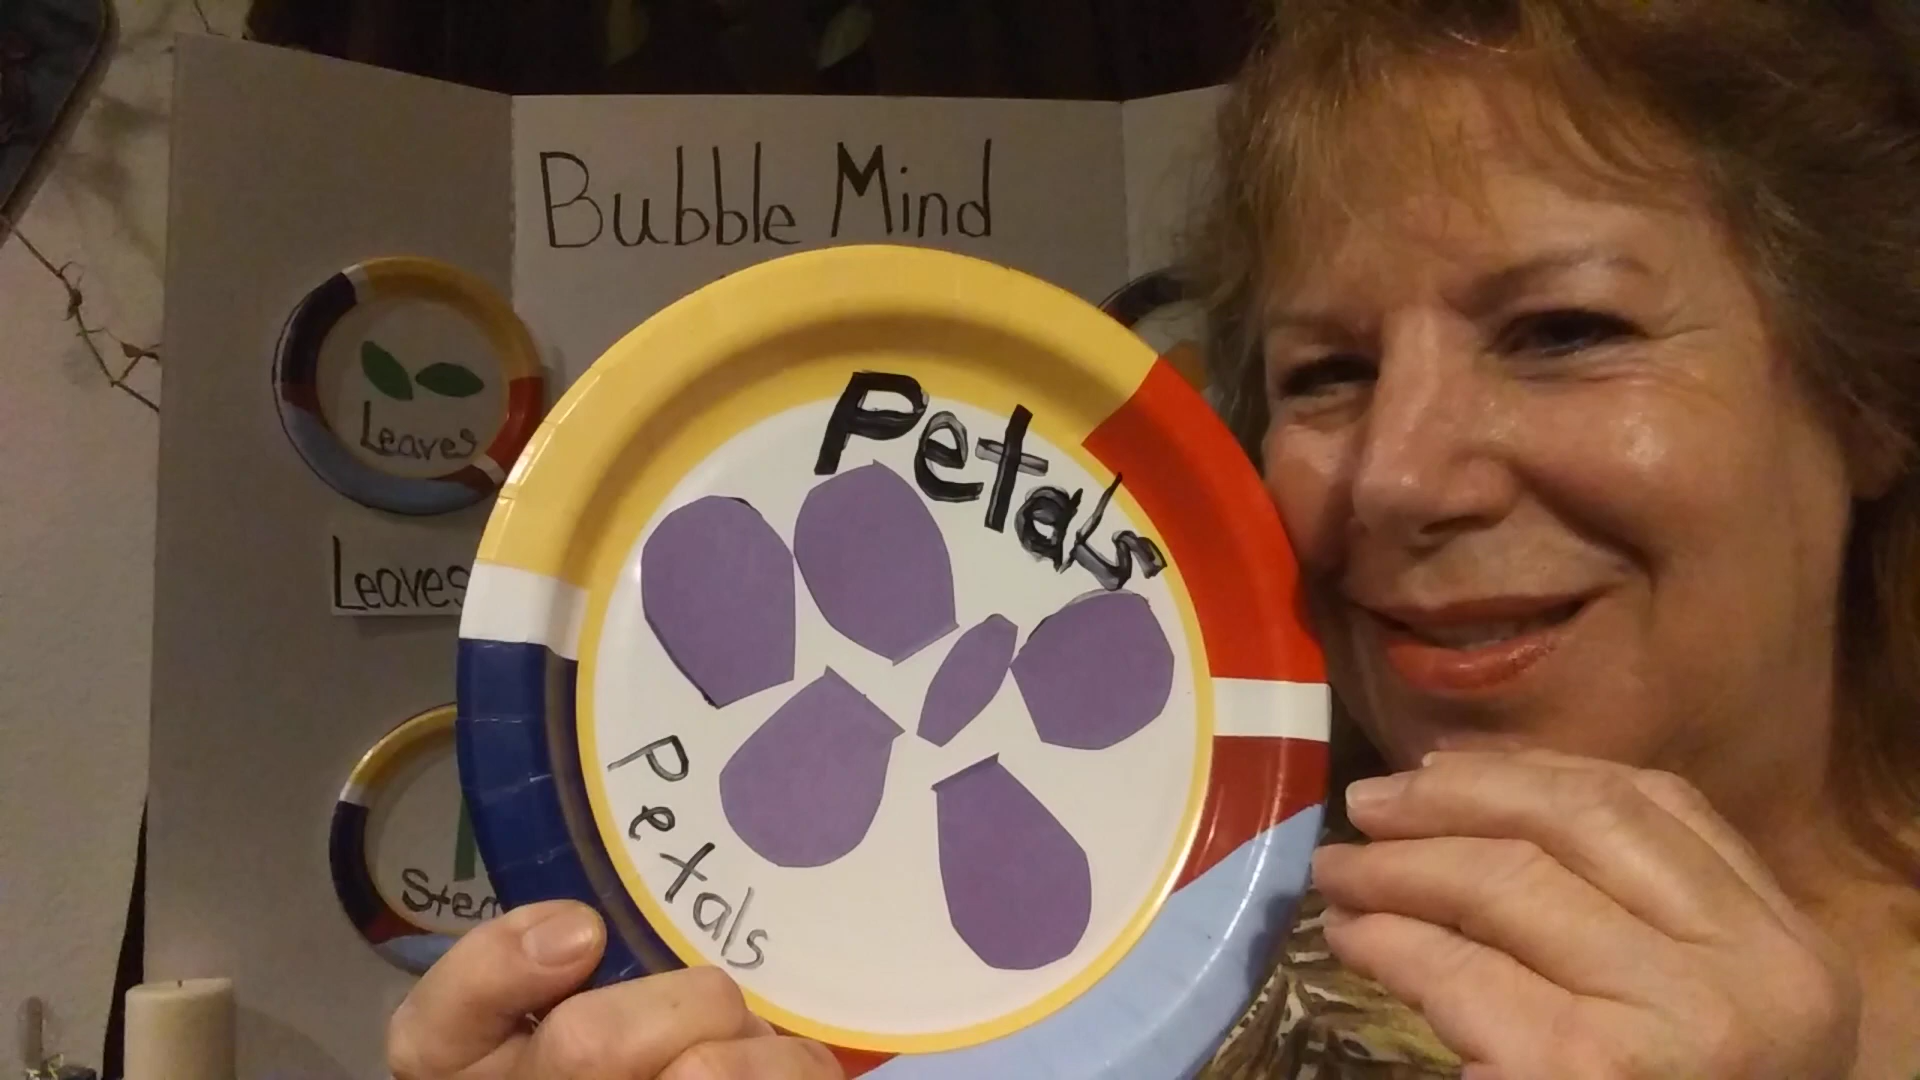 Bubble Mind
Leaves
Leaves
Petals
Petals